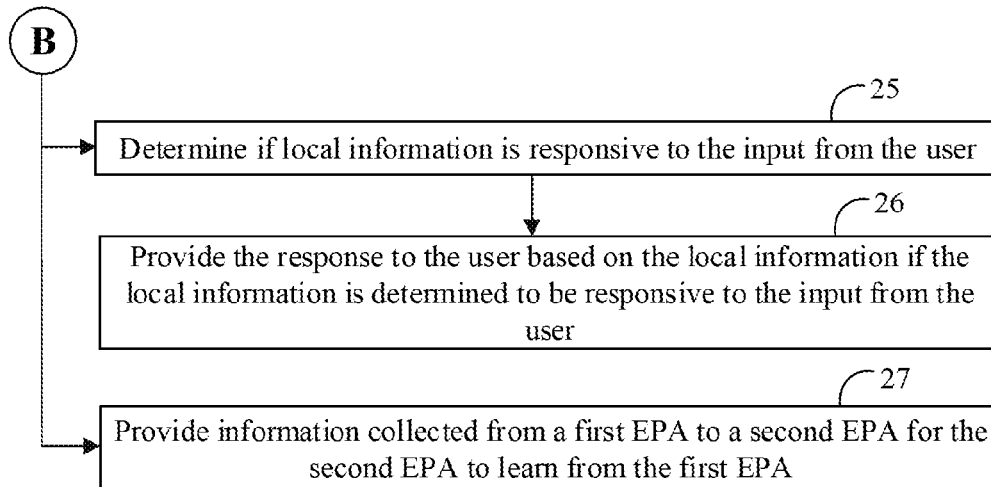 B
25
Determine if local information is responsive to the input from the user
26
Provide the response to the user based on the local information if the
local information is determined to be responsive to the input from the
user
27
Provide information collected from a first EPA to a second EPA for the
second EPA to learn from the first EPA